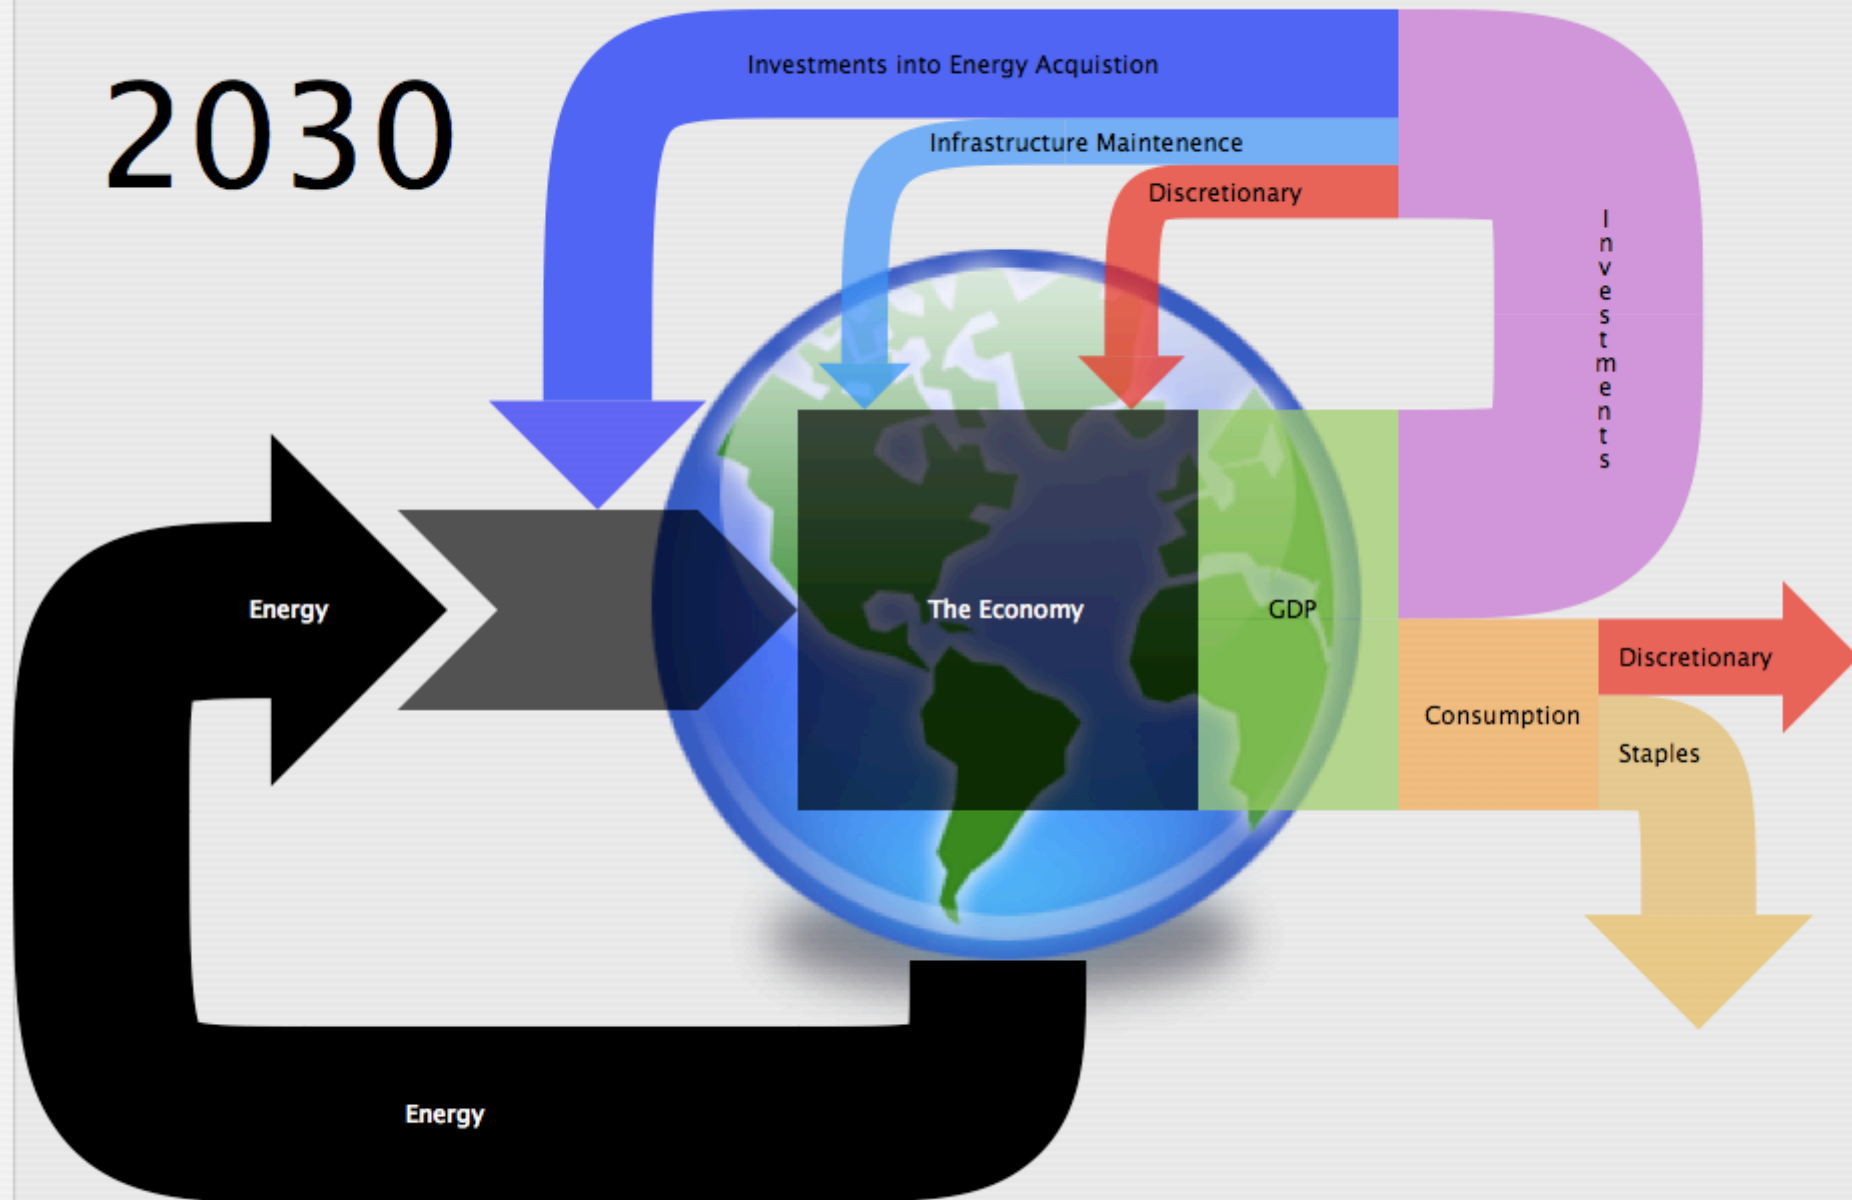 2030
Investments into Energy Acquistion
Infrastructure Maintenence
Discretionary
Investments
Energy
The Economy
GDP
Discretionary
Consumption
Staples
Energy